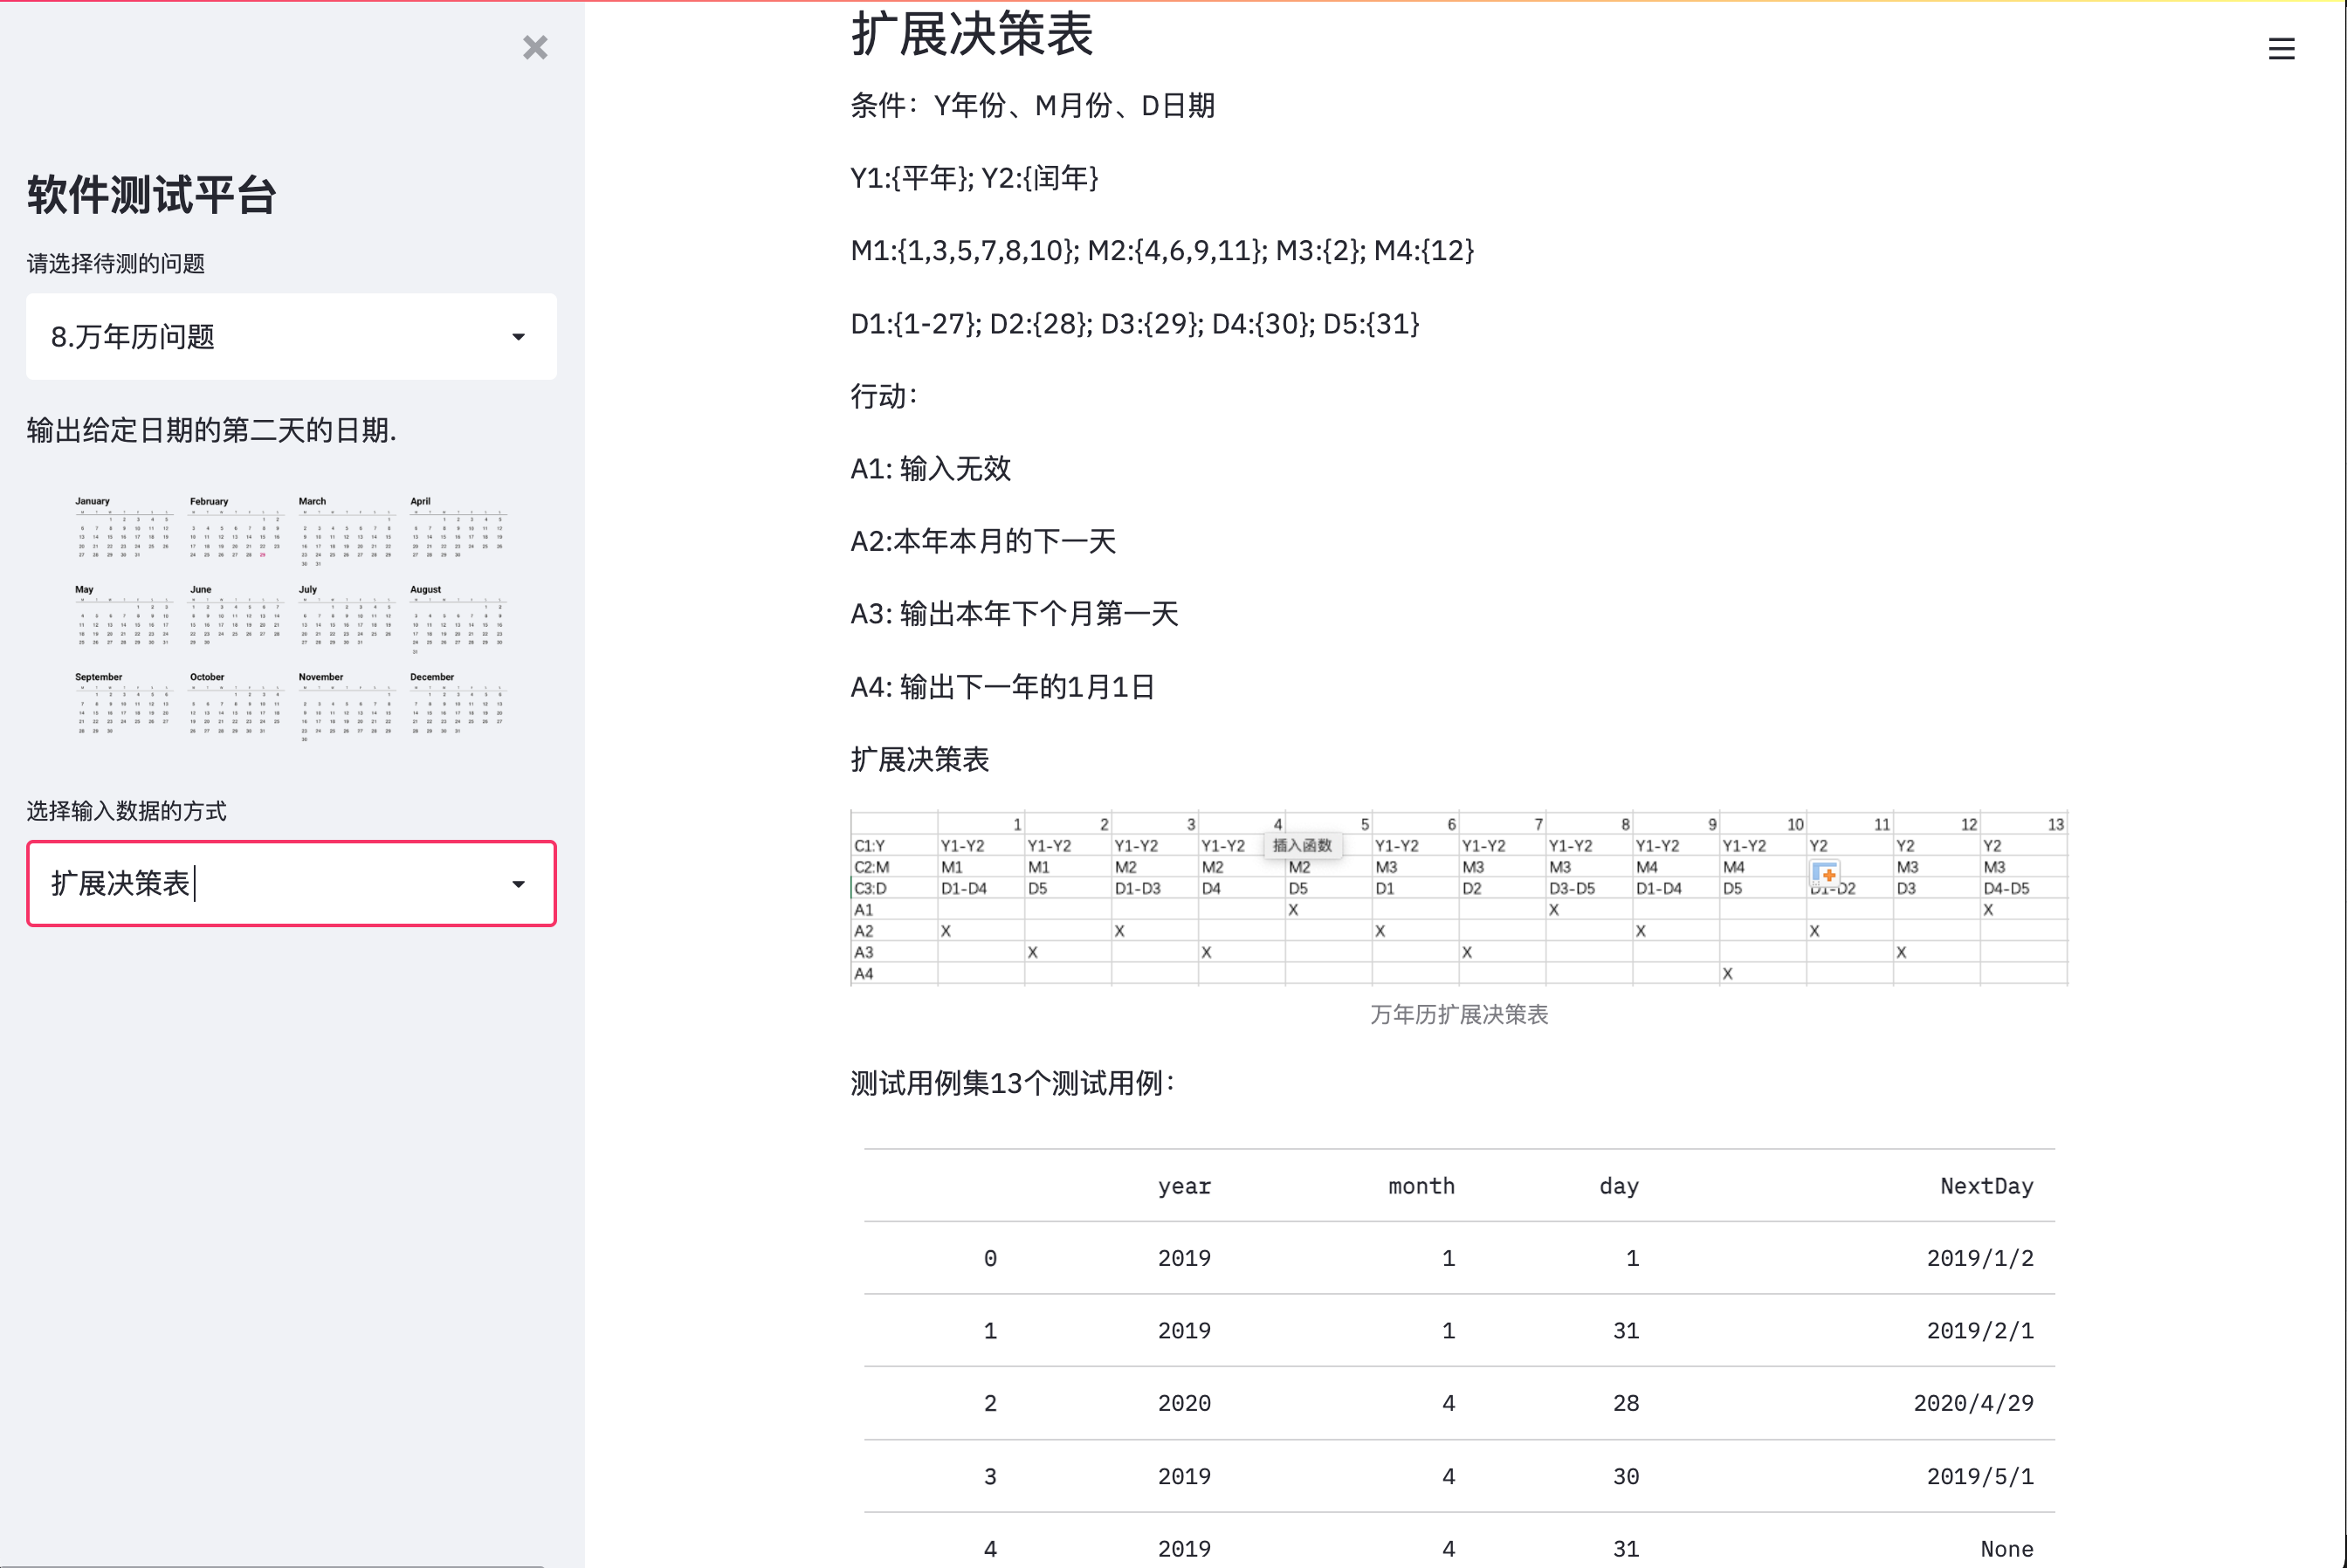 软件测试平台
请选择待测的问题
8.万年历问题
输出给定日期的第二天的日期.
January February March April
May June July August
September October November December
选择输入数据的方式
扩展决策表
扩展决策表
条件：Y年份、M月份、D日期
Y1:{平年}; Y2:{闰年}
M1:{1,3,5,7,8,10}; M2:{4,6,9,11}; M3:{2}; M4:{12}
D1:{1-27}; D2:{28}; D3:{29}; D4:{30}; D5:{31}
行动：
A1: 输入无效
A2:本年本月的下一天
A3: 输出本年下个月第一天
A4: 输出下一年的1月1日
扩展决策表
1 2 3 4 5 6 7 8 9 10 11 12 13
C1:Y Y1-Y2 Y1-Y2 Y1-Y2 Y1-Y2 插入函数 Y1-Y2 Y1-Y2 Y1-Y2 Y1-Y2 Y1-Y2 Y2 Y2 Y2
C2:M M1 M1 M2 M2 M2 M3 M3 M3 M4 M4 M3 M3
C3:D D1-D4 D5 D1-D3 D4 D5 D1 D2 D3-D5 D1-D4 D5 D1-D2 D3 D4-D5
A1 X X X
A2 X X X X X
A3 X X X X
A4 X
万年历扩展决策表
测试用例集13个测试用例：
year month day NextDay
0 2019 1 1 2019/1/2
1 2019 1 31 2019/2/1
2 2020 4 28 2020/4/29
3 2019 4 30 2019/5/1
4 2019 4 31 None